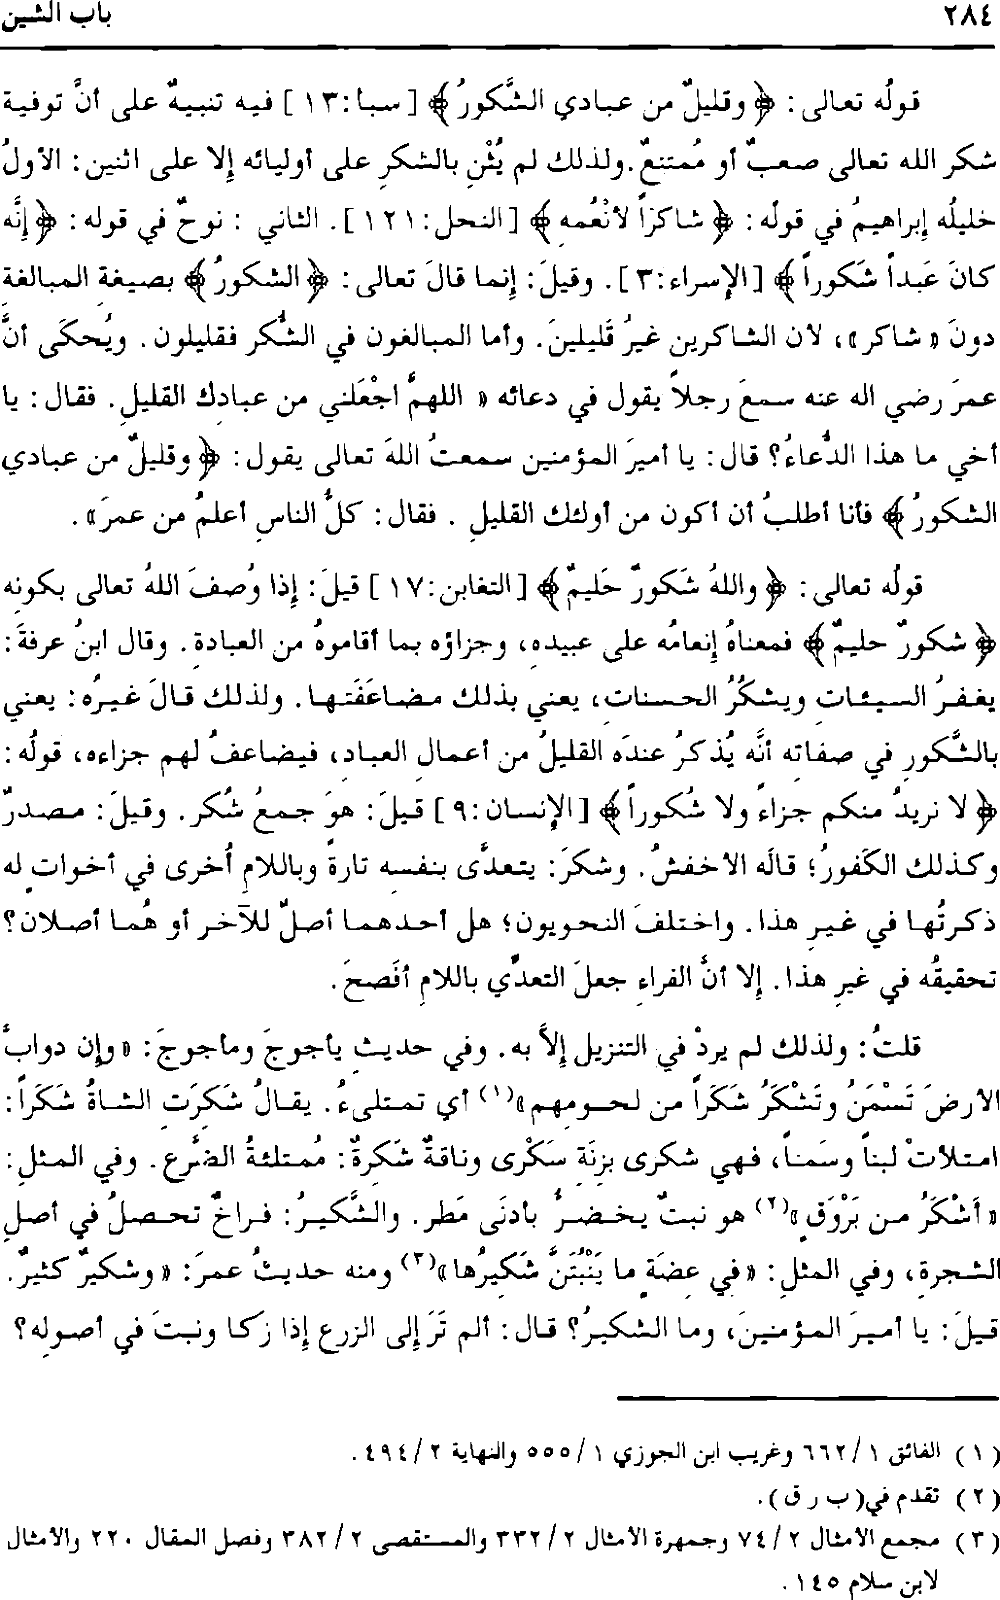 ٢٨٤ باب الشين
قولُه تعالى: ﴿ وقليلٌ من عبادي الشَّكورُ ﴾ [ سبأ:١٣ ] فيه تنبيهٌ على أنَّ توفية
شكر الله تعالى صعبٌ أو مُمتنعٌ.ولذلك لم يُثْنِ بالشكرِ على أوليائه إلا على اثنين: الأولُ
خليلُه إبراهيمُ في قولِه: ﴿ شاكراً لأنْعُمه ﴾ [النحل:١٢١ ]. الثاني : نوحٌ في قوله: ﴿إنَّه
كانَ عَبداً شَكوراً ﴾ [الإسراء:٣ ]. وقيلَ: إنما قالَ تعالى: ﴿ الشكورُ ﴾ بصيغة المبالغة
دونَ « شاكر »، لأن الشاكرين غيرُ قَليلينَ. وأما المبالغون في الشُكر فقليلون. ويُحكَى أنَّ
عمرَ رضي اله عنه سمعَ رجلاً يقول في دعائه « اللهمَّ اجْعَلني من عبادك القليلِ. فقال: يا
أخي ما هذا الدُّعاءُ؟ قال: يا أميرَ المؤمنين سمعتُ اللهَ تعالى يقول: ﴿ وقليلٌ من عبادي
الشكورُ ﴾ فأنا أطلبُ أن أكون من أولئك القليلِ . فقال: كلُّ الناسِ أعلمُ من عمرَ».
قولُه تعالى: ﴿ واللهُ شَكورٌ حَليمٌ ﴾ [التغابن:١٧ ] قيلَ: إذا وُصفَ اللهُ تعالى بكونِه
﴿ شكورٌ حليمٌ ﴾ فمعناهُ إنعامُه على عبيدِه، وجزاؤه بما أقاموهُ من العبادةِ. وقال ابنُ عرفةَ:
يغفرُ السيئاتِ ويشكُرُ الحسناتِ، يعني بذلك مضاعَفَتها. ولذلك قالَ غيرُه: يعني
بالشَّكورِ في صفاتِه أنَّه يُذكرُ عندَه القليلُ من أعمالِ العبادِ، فيضاعفُ لهم جزاءه، قولُه:
﴿ لا نريدُ منكم جزاءً ولا شُكوراً ﴾ [الإنسان:٩ ] قيلَ: هوَ جمعُ شُكر. وقيلَ: مصدرٌ
وكذلك الكَفورُ؛ قالَه الأخفشُ. وشكرَ: يتعدَّى بنفسِه تارةً وباللامِ أُخرى في أخواتٍ له
ذكرتُها في غيرِ هذا. واختلفَ النحويون؛ هل أحدهما أصلٌ للآخرِ أو هُما أصلان؟
تحقيقُه في غيرِ هذا. إلا أنَّ الفراءِ جعلَ التعدِّي باللامِ أفَصحَ.
قلتُ: ولذلك لم يردْ في التنزيلِ إلاَّ به. وفي حديثِ يأجوجَ ومأجوجَ: «وإن دوابَّ
الأرضَ تَسْمَنُ وتَشْكَرُ شَكَراً من لحومهم»(١) أي تمتلىءُ. يقالُ شَكرَتِ الشاةُ شَكَراً:
امتلأتْ لبناً وسَمناً، فهي شكرى بِزنَةِ سَكْرى وناقةٌ شَكرةٌ: مُمتلئةُ الضَّرعِ. وفي المثلِ:
« أَشْكَرُ من بَرْوَقٍ»(٢) هو نبتٌ يخضرُّ بأدنَى مَطر. والشَّكيرُ: فراخٌ تحصلُ في أصلِ
الشجرةِ، وفي المثلِ: «في عِضَةٍ ما يَنْبُتَنَّ شَكيرُها»(٣) ومنه حديثُ عمرَ: «وشكيرٌ كثيرٌ.
قيلَ: يا أميرَ المؤمنينَ، وما الشكيرُ؟ قال: ألم تَرَ إلى الزرعِ إذا زكا ونبتَ في أصولِه؟
(١) الفائق ١/ ٦٦٢ وغريب ابن الجوزي ١/ ٥٥٥ والنهاية ٢/ ٤٩٤.
(٢) تقدم في( ب ر ق ).
(٣) مجمع الأمثال ٢/ ٧٤ وجمهرة الأمثال ٢/ ٣٣٢ والمستقصى ٢/ ٣٨٢ وفصل المقال ٢٢٠ والأمثال
لابن سلام ١٤٥.